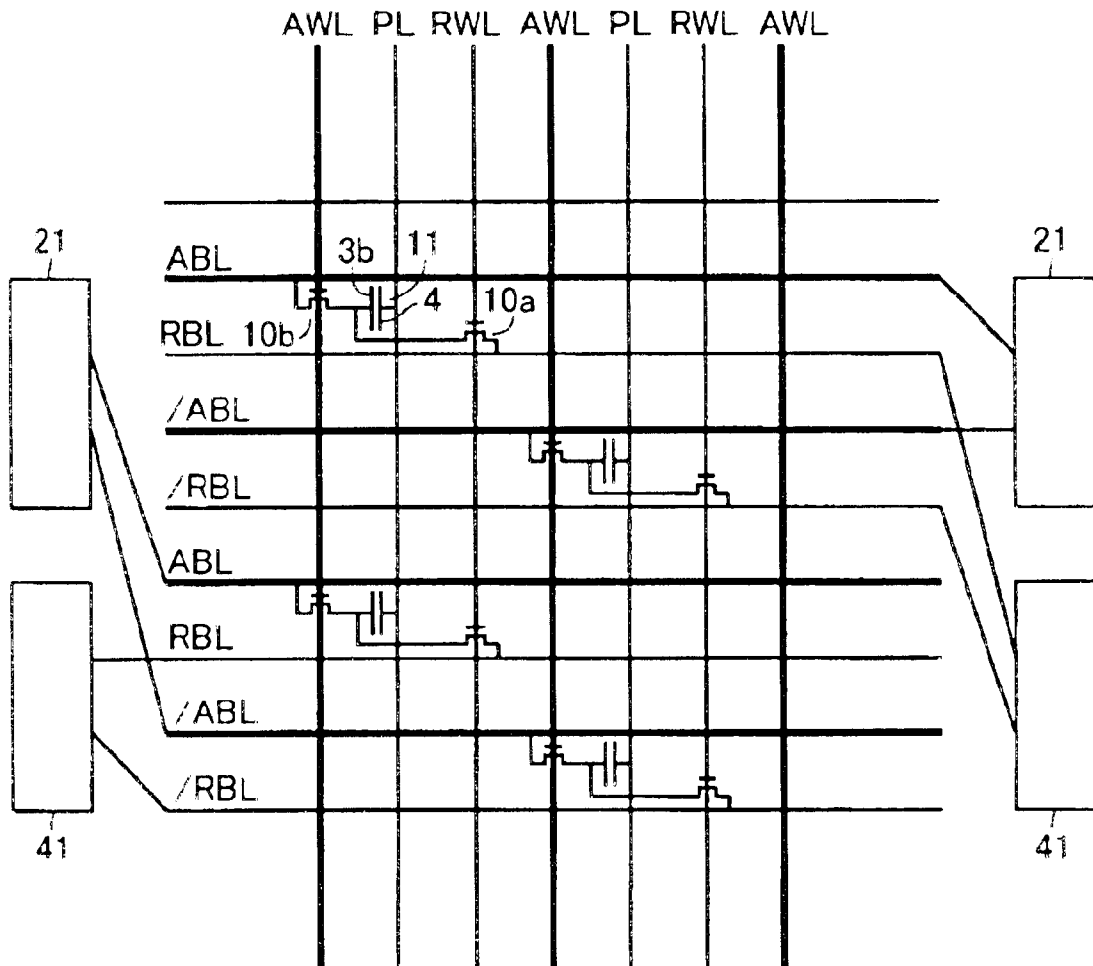 AWL PL RWL AWL PL RWL AWL
21 ABL 3b 11 21
4 10a
RBL 10b
/ABL
/RBL
ABL
RBL
/ABL
/RBL
41 41